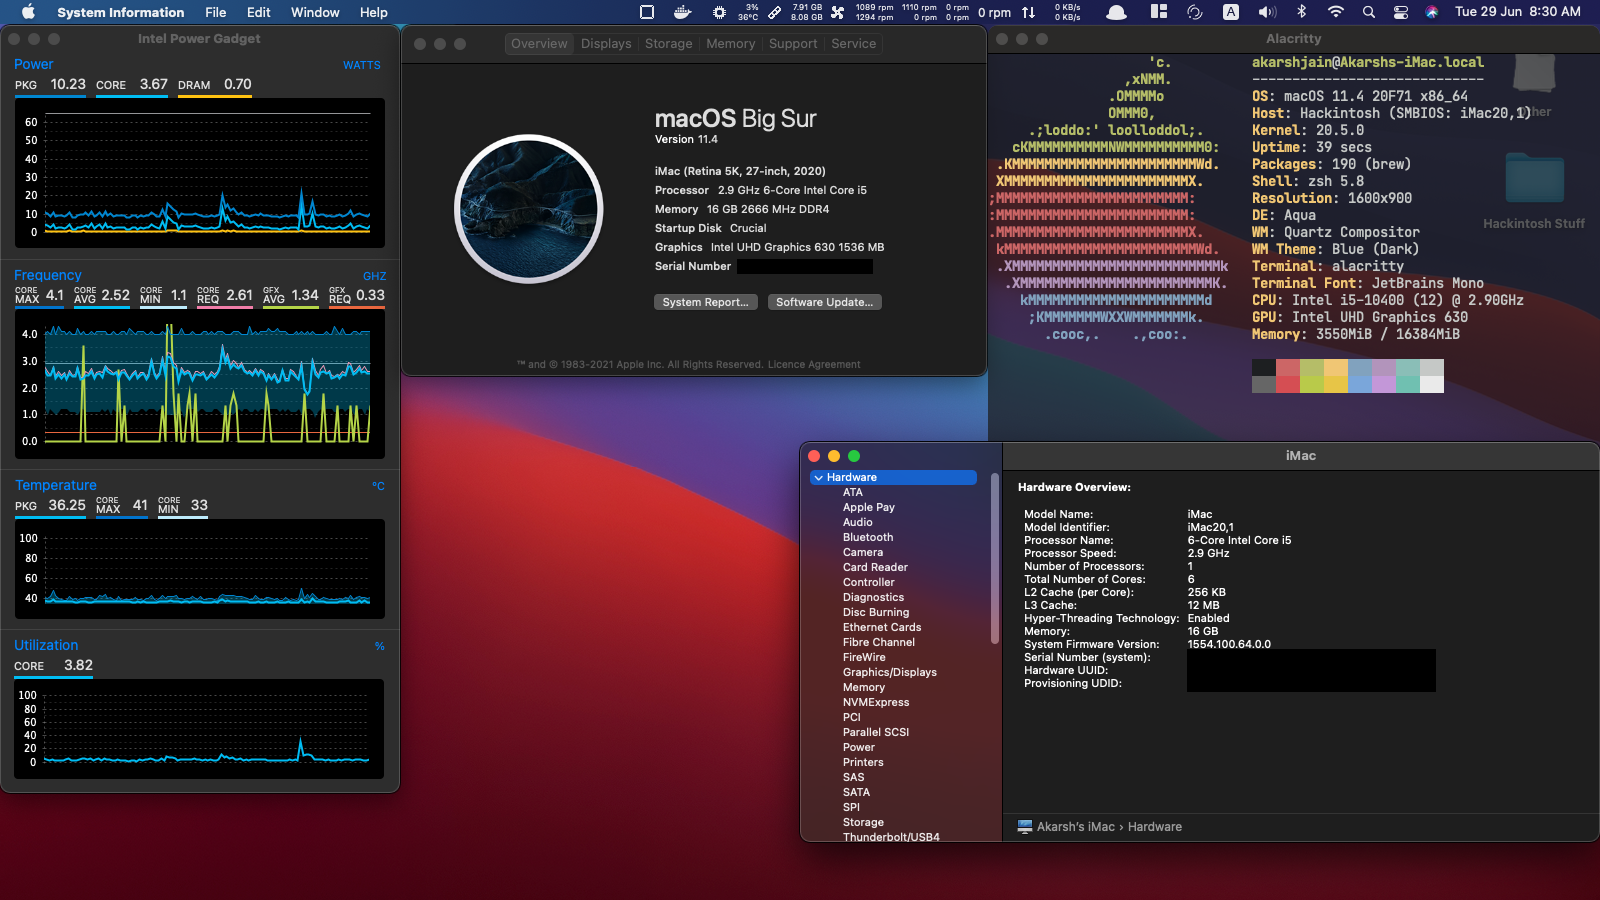 System Information File Edit Window Help
3% 36°C 7.91 GB 8.08 GB 1089 rpm 1294 rpm 1110 rpm 0 rpm 0 rpm 0 rpm 0 rpm 0 KB/s 0 KB/s A Tue 29 Jun 8:30 AM
Intel Power Gadget
Power WATTS
PKG 10.23 CORE 3.67 DRAM 0.70
60
50
40
30
20
10
0
Frequency GHZ
CORE MAX 4.1 CORE AVG 2.52 CORE MIN 1.1 CORE REQ 2.61 GFX AVG 1.34 GFX REQ 0.33
4.0
3.0
2.0
1.0
0.0
Temperature °C
PKG 36.25 CORE MAX 41 CORE MIN 33
100
80
60
40
Utilization %
CORE 3.82
100
80
60
40
20
0
Overview Displays Storage Memory Support Service
macOS Big Sur
Version 11.4
iMac (Retina 5K, 27-inch, 2020)
Processor 2.9 GHz 6-Core Intel Core i5
Memory 16 GB 2666 MHz DDR4
Startup Disk Crucial
Graphics Intel UHD Graphics 630 1536 MB
Serial Number
System Report... Software Update...
™ and © 1983-2021 Apple Inc. All Rights Reserved. Licence Agreement
Alacritty
'c.
,xNMM.
.OMMMMo
OMMM0,
.;loddo:' loolloddol;.
cKMMMMMMMMMMNWMMMMMMMMMM0:
.KMMMMMMMMMMMMMMMMMMMMMMMWd.
XMMMMMMMMMMMMMMMMMMMMMMMX.
;MMMMMMMMMMMMMMMMMMMMMMMM:
:MMMMMMMMMMMMMMMMMMMMMMMM:
.MMMMMMMMMMMMMMMMMMMMMMMMX.
kMMMMMMMMMMMMMMMMMMMMMMMMWd.
.XMMMMMMMMMMMMMMMMMMMMMMMMMMk
.XMMMMMMMMMMMMMMMMMMMMMMMMK.
kMMMMMMMMMMMMMMMMMMMMMMd
;KMMMMMMMWXXWMMMMMMMk.
.cooc,. .,coo:.
akarshjain@Akarshs-iMac.local
-----------------------------
OS: macOS 11.4 20F71 x86_64
Host: Hackintosh (SMBIOS: iMac20,1)
Kernel: 20.5.0
Uptime: 39 secs
Packages: 190 (brew)
Shell: zsh 5.8
Resolution: 1600x900
DE: Aqua
WM: Quartz Compositor
WM Theme: Blue (Dark)
Terminal: alacritty
Terminal Font: JetBrains Mono
CPU: Intel i5-10400 (12) @ 2.90GHz
GPU: Intel UHD Graphics 630
Memory: 3550MiB / 16384MiB
Hackintosh Stuff
iMac
Hardware
ATA
Apple Pay
Audio
Bluetooth
Camera
Card Reader
Controller
Diagnostics
Disc Burning
Ethernet Cards
Fibre Channel
FireWire
Graphics/Displays
Memory
NVMExpress
PCI
Parallel SCSI
Power
Printers
SAS
SATA
SPI
Storage
Thunderbolt/USB4
Hardware Overview:
Model Name: iMac
Model Identifier: iMac20,1
Processor Name: 6-Core Intel Core i5
Processor Speed: 2.9 GHz
Number of Processors: 1
Total Number of Cores: 6
L2 Cache (per Core): 256 KB
L3 Cache: 12 MB
Hyper-Threading Technology: Enabled
Memory: 16 GB
System Firmware Version: 1554.100.64.0.0
Serial Number (system):
Hardware UUID:
Provisioning UDID:
Akarsh's iMac › Hardware